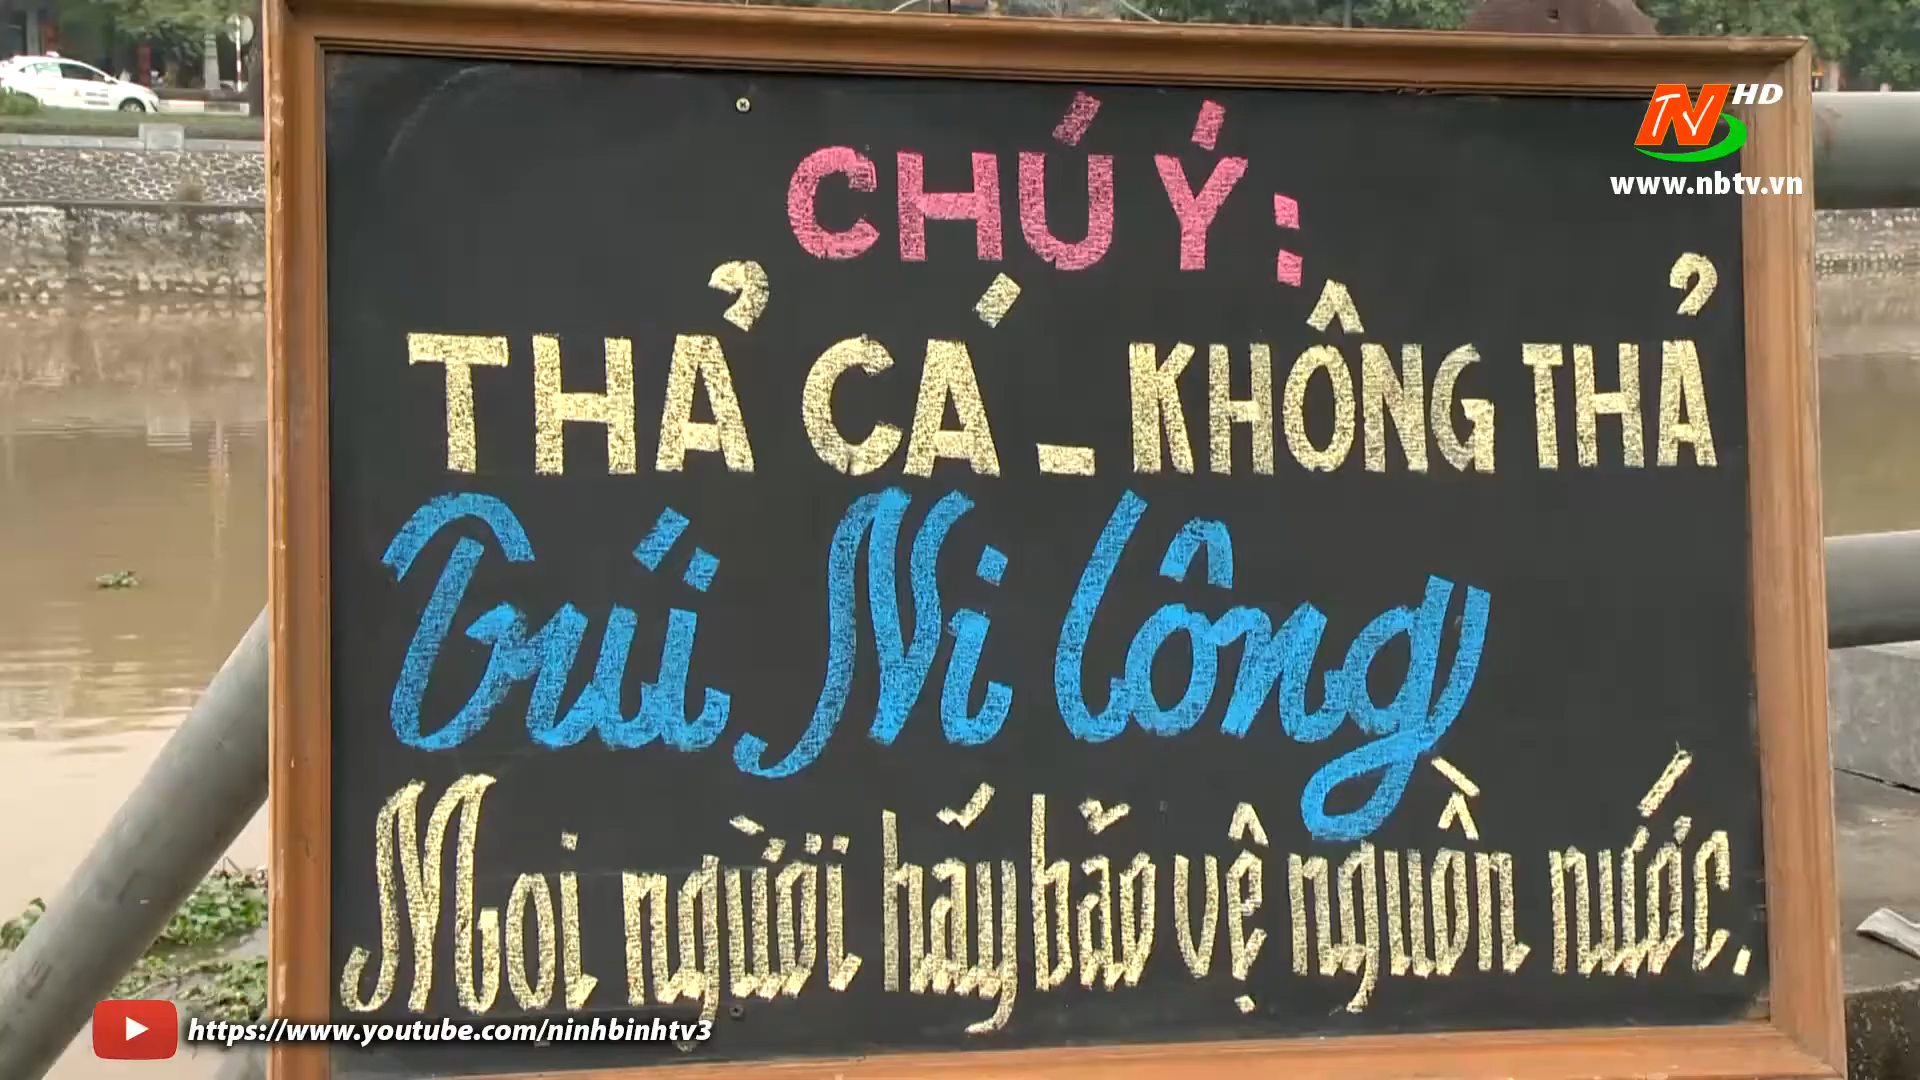 CHÚ Ý:
THẢ CÁ - KHÔNG THẢ
Túi Ni lông
Mọi người hãy bảo vệ nguồn nước.
TV HD
www.nbtv.vn
https://www.youtube.com/ninhbinhtv3